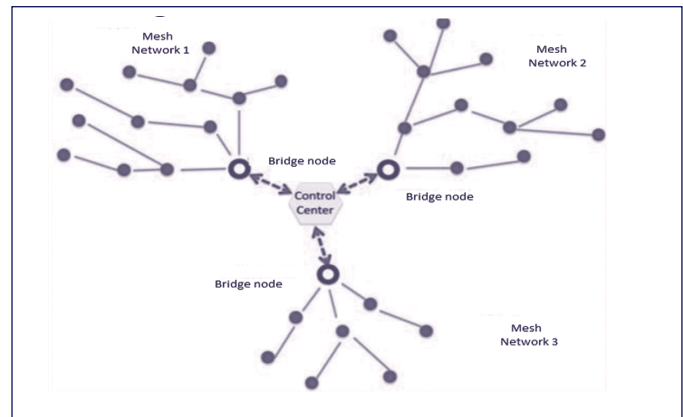 Mesh
Network 1
Mesh
Network 2
Bridge node
Control
Center
Bridge node
Bridge node
Mesh
Network 3